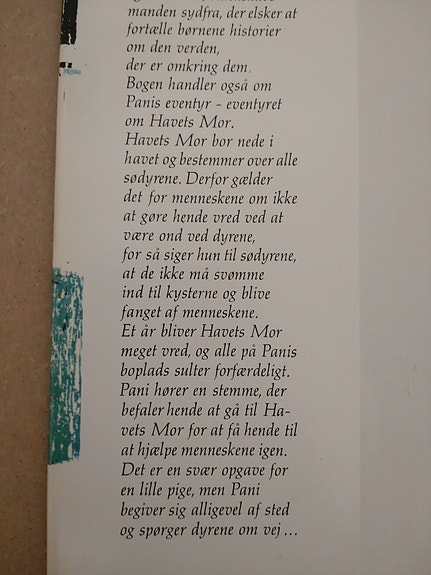 manden sydfra, der elsker at
fortælle børnene historier
om den verden,
der er omkring dem.
Bogen handler også om
Panis eventyr - eventyret
om Havets Mor.
Havets Mor bor nede i
havet og bestemmer over alle
sødyrene. Derfor gælder
det for menneskene om ikke
at gøre hende vred ved at
være ond ved dyrene,
for så siger hun til sødyrene,
at de ikke må svømme
ind til kysterne og blive
fanget af menneskene.
Et år bliver Havets Mor
meget vred, og alle på Panis
boplads sulter forfærdeligt.
Pani hører en stemme, der
befaler hende at gå til Ha-
vets Mor for at få hende til
at hjælpe menneskene igen.
Det er en svær opgave for
en lille pige, men Pani
begiver sig alligevel af sted
og spørger dyrene om vej...